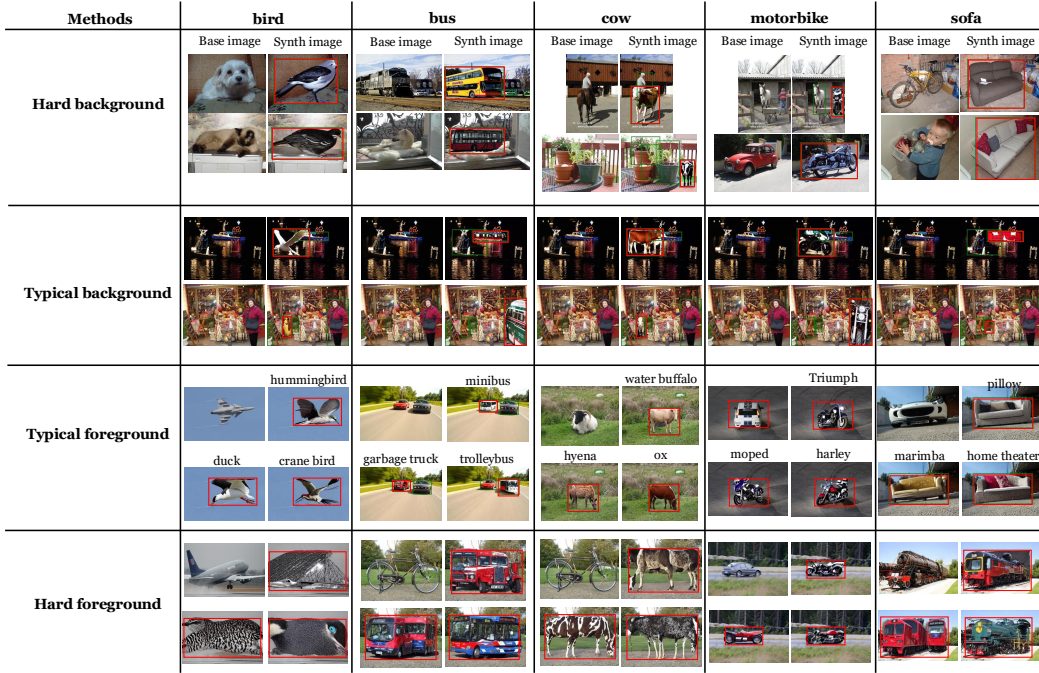 Methods bird bus cow motorbike sofa
Base image Synth image Base image Synth image Base image Synth image Base image Synth image Base image Synth image
Hard background
Typical background
hummingbird minibus water buffalo Triumph pillow
Typical foreground
duck crane bird garbage truck trolleybus hyena ox moped harley marimba home theater
Hard foreground